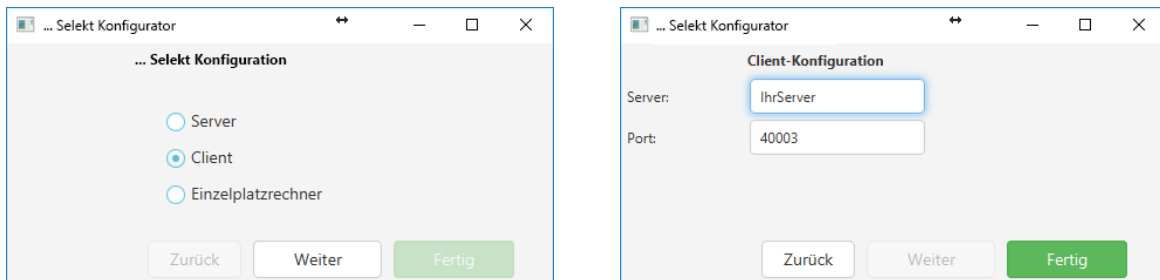 ... Selekt Konfigurator
... Selekt Konfiguration
Server
Client
Einzelplatzrechner
Zurück Weiter Fertig
... Selekt Konfigurator
Client-Konfiguration
Server: IhrServer
Port: 40003
Zurück Weiter Fertig